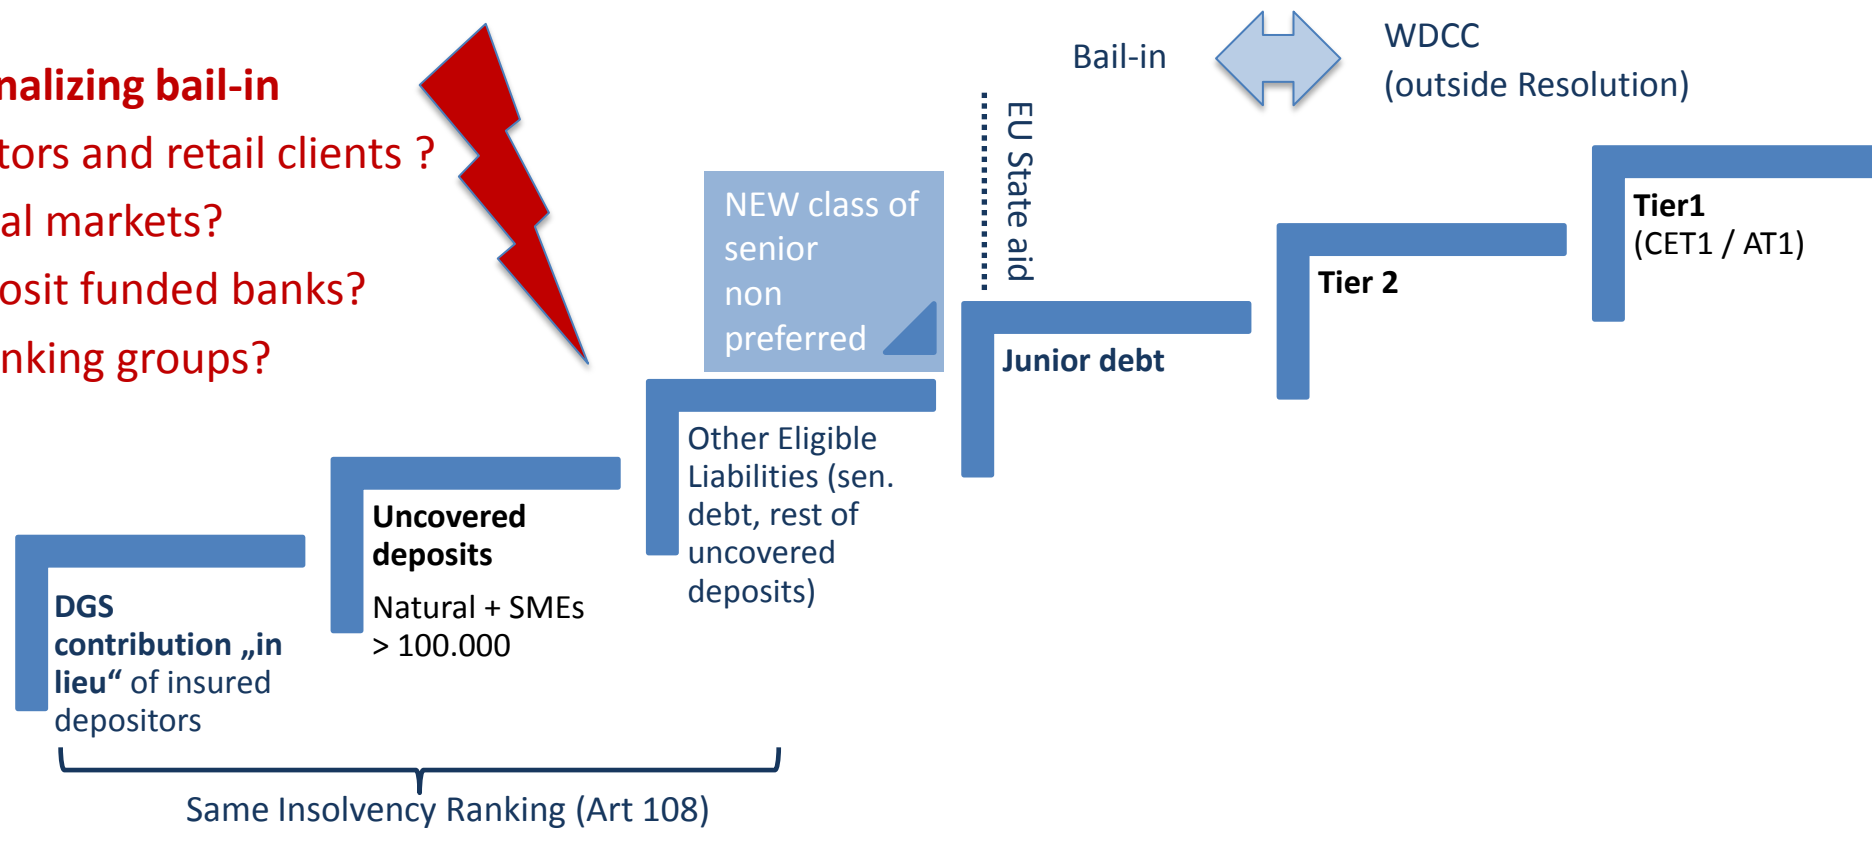 nalizing bail-in
tors and retail clients ?
al markets?
osit funded banks?
nking groups?
Bail-in
WDCC
(outside Resolution)
EU State aid
NEW class of
senior
non
preferred
Tier1
(CET1 / AT1)
Tier 2
Junior debt
Other Eligible
Liabilities (sen.
debt, rest of
uncovered
deposits)
Uncovered
deposits
Natural + SMEs
> 100.000
DGS
contribution „in
lieu“ of insured
depositors
Same Insolvency Ranking (Art 108)